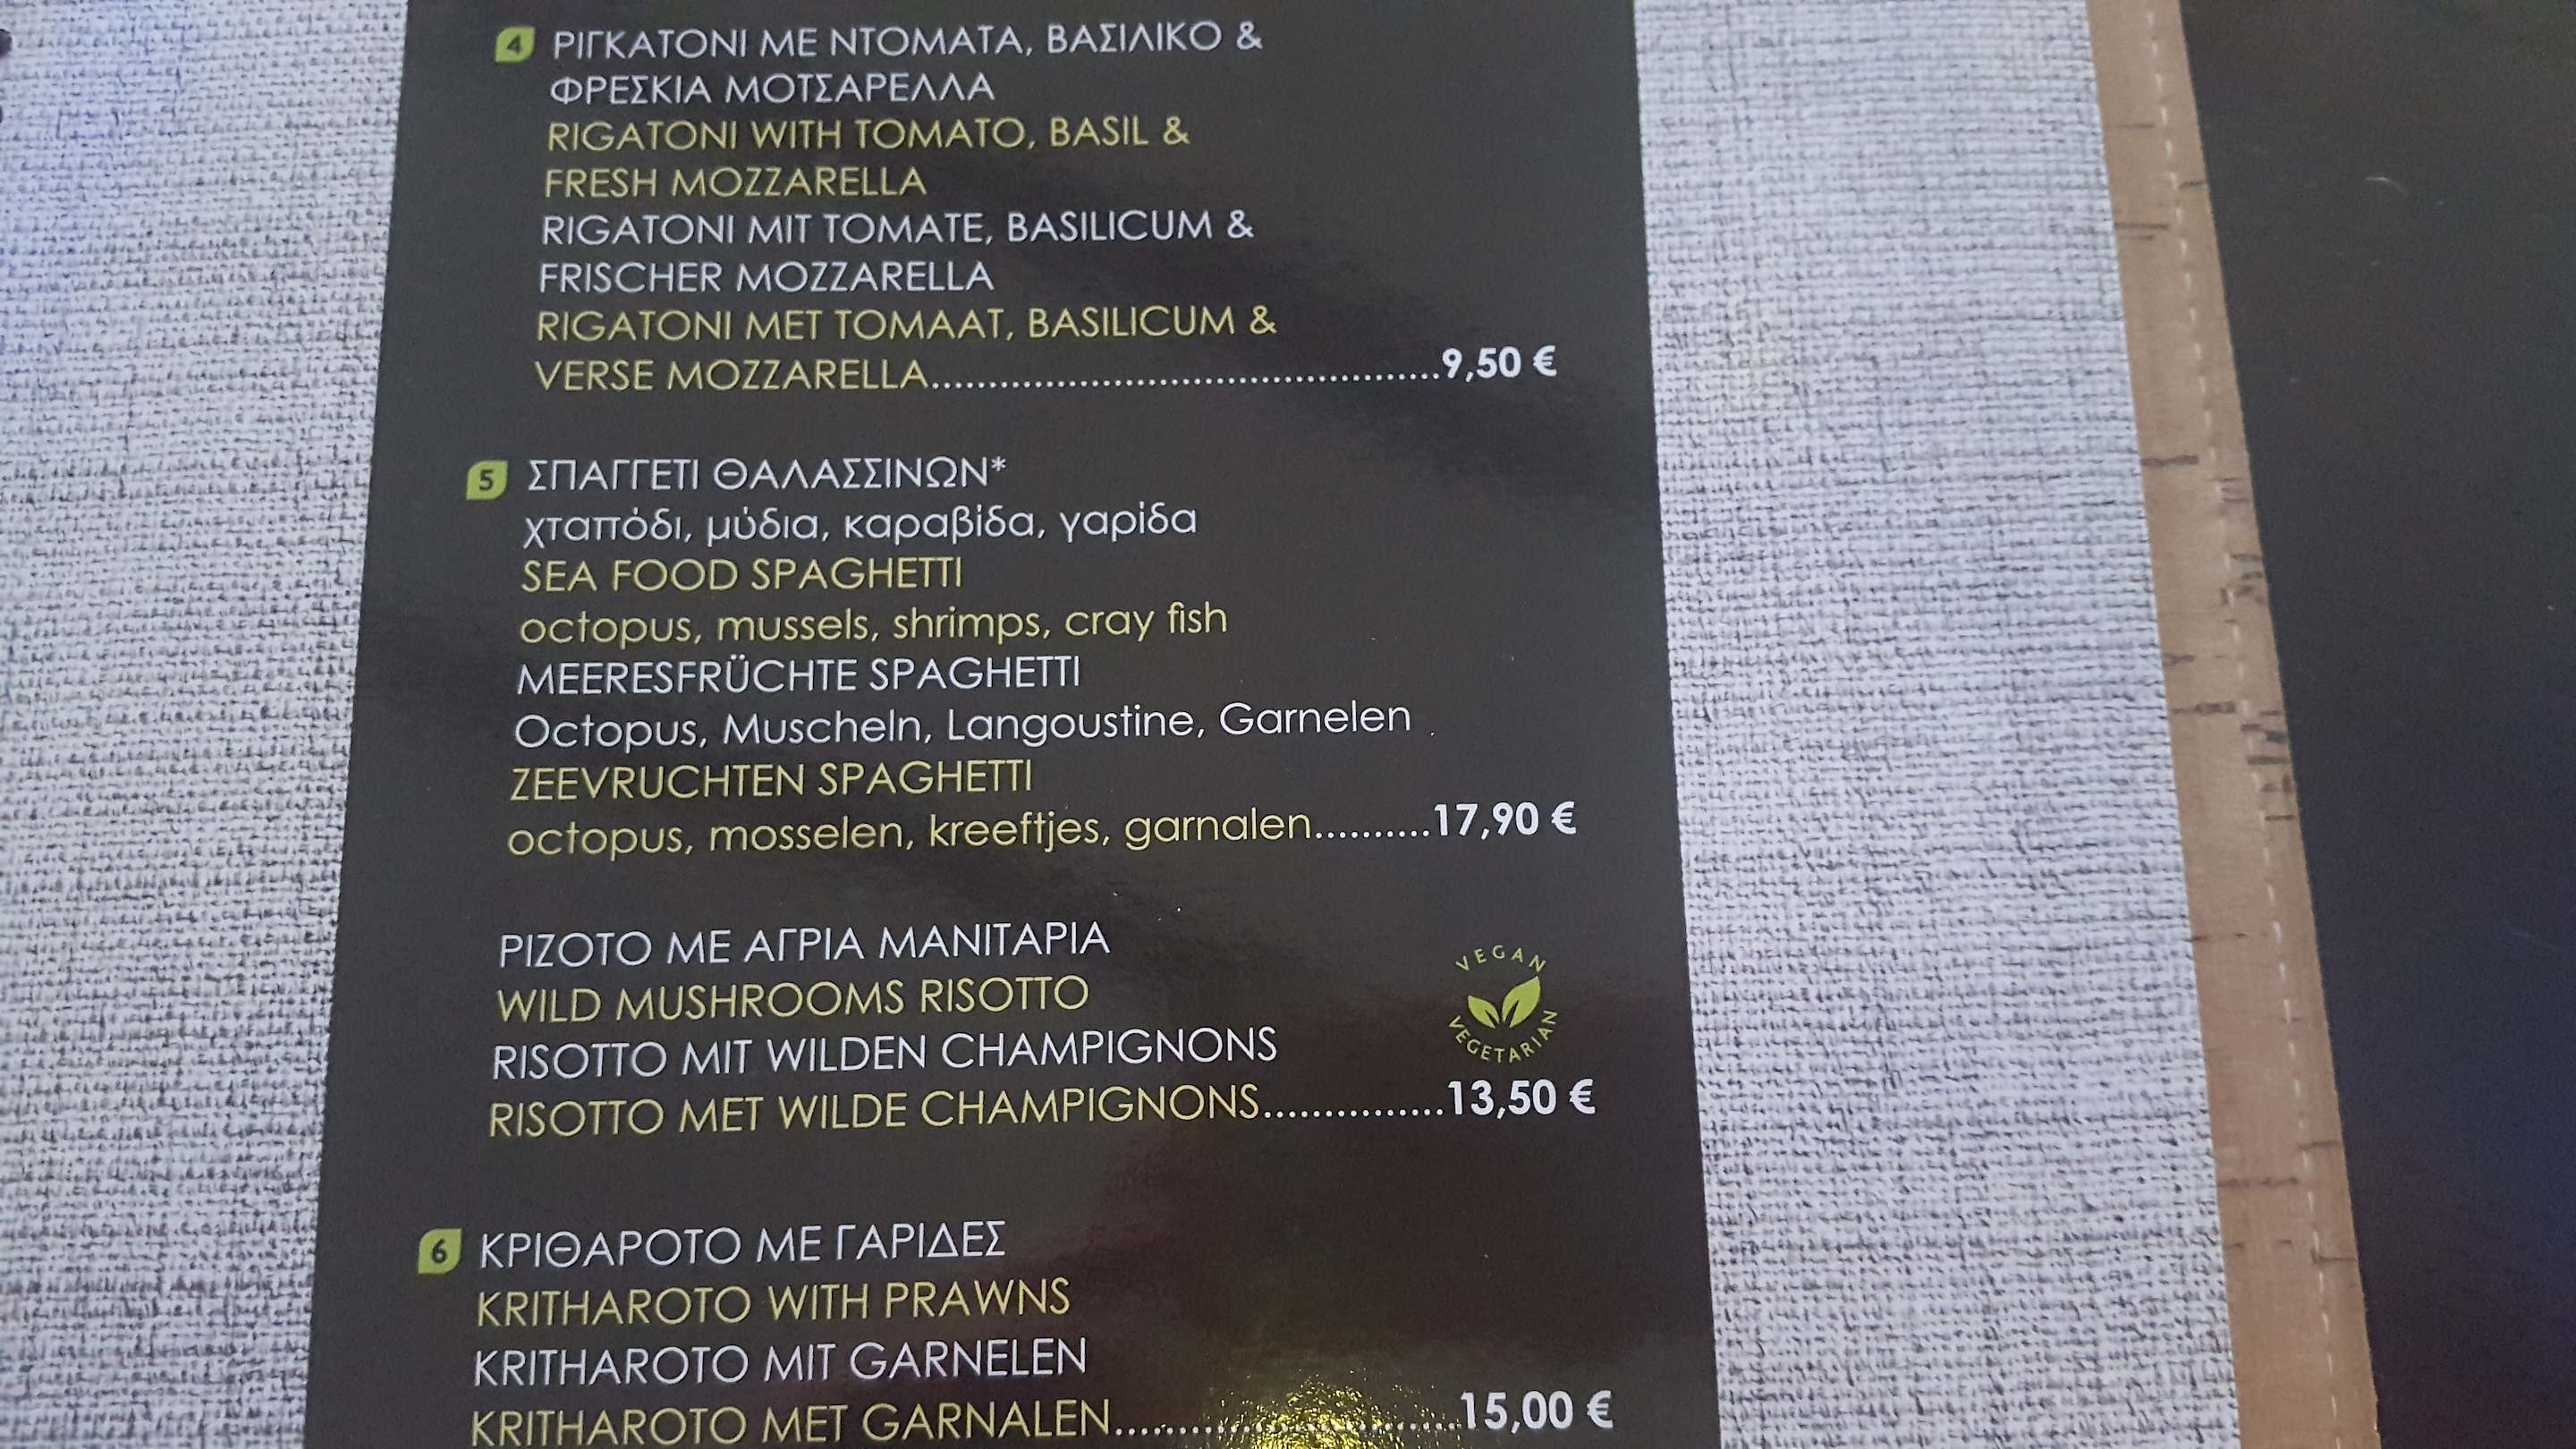 4 ΡΙΓΚΑΤΟΝΙ ΜΕ ΝΤΟΜΑΤΑ, ΒΑΣΙΛΙΚΟ &
ΦΡΕΣΚΙΑ ΜΟΤΣΑΡΕΛΛΑ
RIGATONI WITH TOMATO, BASIL &
FRESH MOZZARELLA
RIGATONI MIT TOMATE, BASILICUM &
FRISCHER MOZZARELLA
RIGATONI MET TOMAAT, BASILICUM &
VERSE MOZZARELLA............................................9,50 €
5 ΣΠΑΓΓΕΤΙ ΘΑΛΑΣΣΙΝΩΝ*
χταπόδι, μύδια, καραβίδα, γαρίδα
SEA FOOD SPAGHETTI
octopus, mussels, shrimps, cray fish
MEERESFRÜCHTE SPAGHETTI
Octopus, Muscheln, Langoustine, Garnelen
ZEEVRUCHTEN SPAGHETTI
octopus, mosselen, kreeftjes, garnalen..........17,90 €
ΡΙΖΟΤΟ ΜΕ ΑΓΡΙΑ ΜΑΝΙΤΑΡΙΑ
WILD MUSHROOMS RISOTTO
RISOTTO MIT WILDEN CHAMPIGNONS
RISOTTO MET WILDE CHAMPIGNONS...............13,50 €
VEGAN
VEGETARIAN
6 ΚΡΙΘΑΡΟΤΟ ΜΕ ΓΑΡΙΔΕΣ
KRITHAROTO WITH PRAWNS
KRITHAROTO MIT GARNELEN
KRITHAROTO MET GARNALEN............................15,00 €